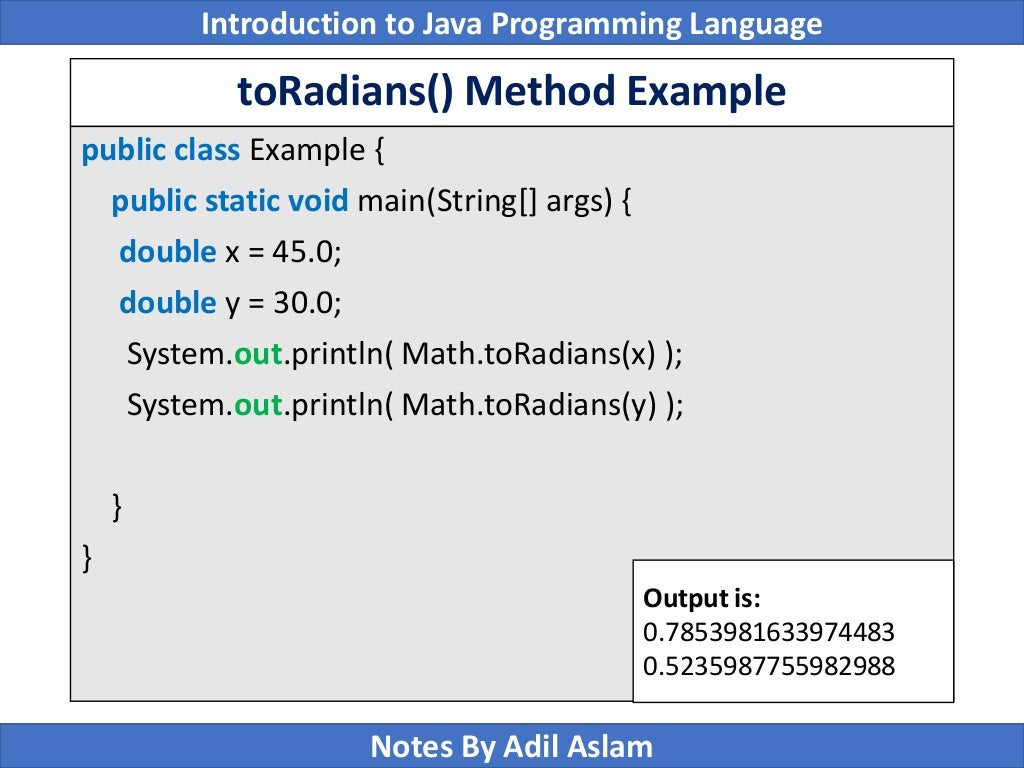 Introduction to Java Programming Language
toRadians() Method Example
public class Example {
public static void main(String[] args) {
double x = 45.0;
double y = 30.0;
System.out.println( Math.toRadians(x) );
System.out.println( Math.toRadians(y) );
}
}
Output is:
0.7853981633974483
0.5235987755982988
Notes By Adil Aslam